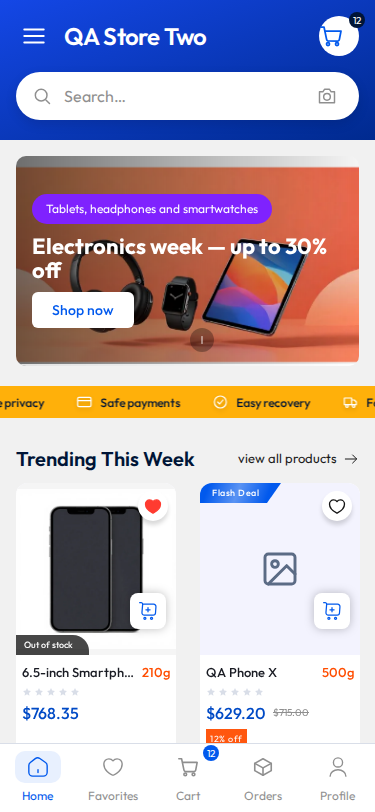 QA Store Two
12
Search...
Tablets, headphones and smartwatches
Electronics week — up to 30%
off
Shop now
privacy
Safe payments
Easy recovery
Trending This Week
view all products
Flash Deal
Out of stock
6.5-inch Smartph...
210g
$768.35
QA Phone X
500g
$629.20
$715.00
12% off
12
Home
Favorites
Cart
Orders
Profile